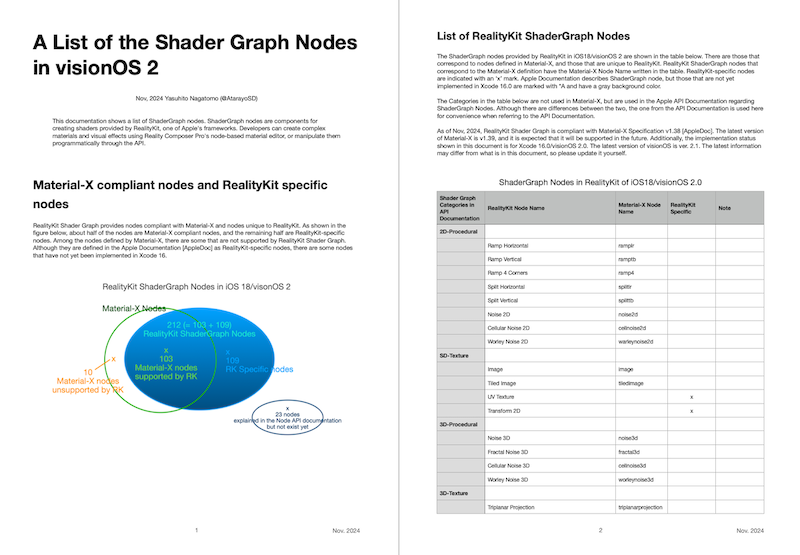 A List of the Shader Graph Nodes
in visionOS 2
Nov, 2024 Yasuhito Nagatomo (@AtarayoSD)
This documentation shows a list of ShaderGraph nodes. ShaderGraph nodes are components for
creating shaders provided by RealityKit, one of Apple's frameworks. Developers can create complex
materials and visual effects using Reality Composer Pro's node-based material editor, or manipulate them
programmatically through the API.
Material-X compliant nodes and RealityKit specific
nodes
RealityKit Shader Graph provides nodes compliant with Material-X and nodes unique to RealityKit. As shown in the
figure below, about half of the nodes are Material-X compliant nodes, and the remaining half are RealityKit-specific
nodes. Among the nodes defined by Material-X, there are some that are not supported by RealityKit Shader Graph.
Although they are defined in the Apple Documentation [AppleDoc] as RealityKit-specific nodes, there are some nodes
that have not yet been implemented in Xcode 16.
RealityKit ShaderGraph Nodes in iOS 18/visonOS 2
Material-X Nodes
212 (= 103 + 109)
RealityKit ShaderGraph Nodes
x
103
Material-X nodes
supported by RK
x
109
RK Specific nodes
x
10
Material-X nodes
unsupported by RK
x
23 nodes
explained in the Node API documentation
but not exist yet
1
Nov. 2024
List of RealityKit ShaderGraph Nodes
The ShaderGraph nodes provided by RealityKit in iOS18/visionOS 2 are shown in the table below. There are those that
correspond to nodes defined in Material-X, and those that are unique to RealityKit. RealityKit ShaderGraph nodes that
correspond to the Material-X definition have the Material-X Node Name written in the table. RealityKit-specific nodes
are indicated with an 'x' mark. Apple Documentation describes ShaderGraph node, but those that are not yet
implemented in Xcode 16.0 are marked with "A and have a gray background color.
The Categories in the table below are not used in Material-X, but are used in the Apple API Documentation regarding
ShaderGraph Nodes. Although there are differences between the two, the one from the API Documentation is used here
for convenience when referring to the API Documentation.
As of Nov, 2024, RealityKit Shader Graph is compliant with Material-X Specification v1.38 [AppleDoc]. The latest version
of Material-X is v1.39, and it is expected that it will be supported in the future. Additionally, the implementation status
shown in this document is for Xcode 16.0/visionOS 2.0. The latest version of visionOS is ver. 2.1. The latest information
may differ from what is in this document, so please update it yourself.
ShaderGraph Nodes in RealityKit of iOS18/visionOS 2.0
Shader Graph Categories in API Documentation RealityKit Node Name Material-X Node Name RealityKit Specific Note
2D-Procedural
Ramp Horizontal ramplr
Ramp Vertical ramptb
Ramp 4 Corners ramp4
Split Horizontal splitlr
Split Vertical splittb
Noise 2D noise2d
Cellular Noise 2D cellnoise2d
Worley Noise 2D worleynoise2d
SD-Texture
Image image
Tiled Image tiledimage
UV Texture x
Transform 2D x
3D-Procedural
Noise 3D noise3d
Fractal Noise 3D fractal3d
Cellular Noise 3D cellnoise3d
Worley Noise 3D worleynoise3d
3D-Texture
Triplanar Projection triplanarprojection
2
Nov. 2024